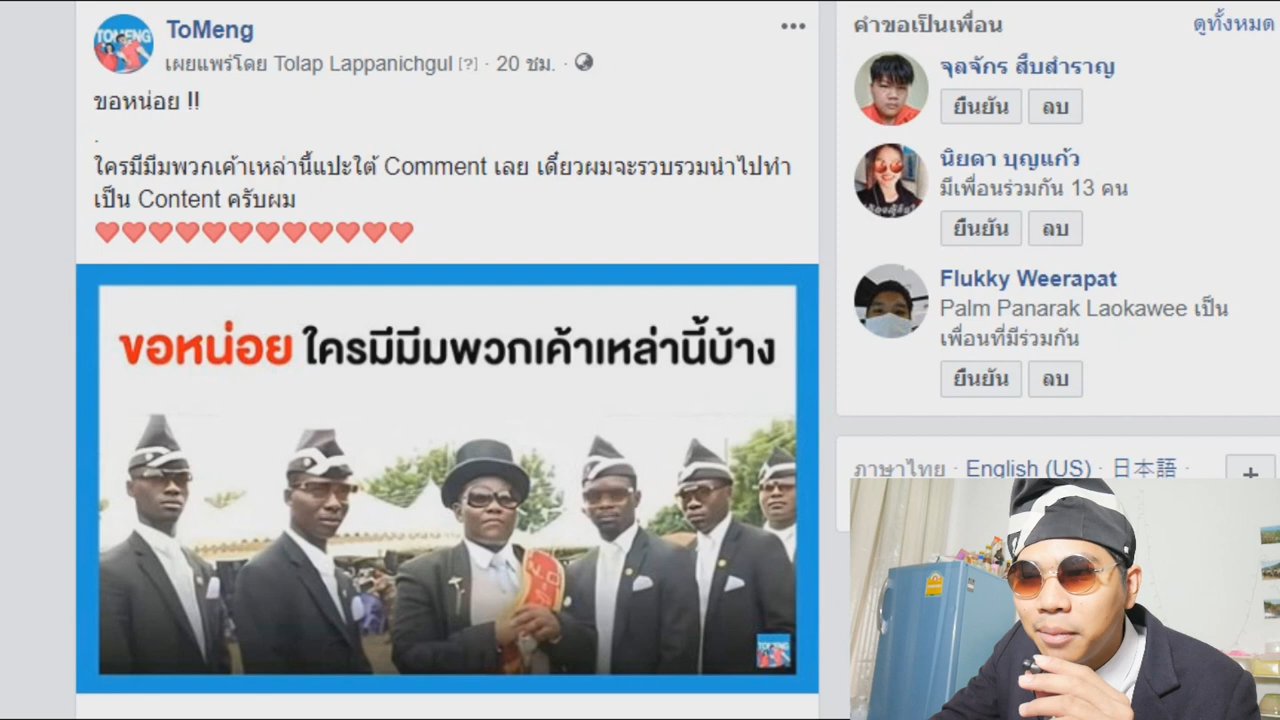 ToMeng
เผยแพร่โดย Tolap Lappanichgul [?] · 20 ชม. ·
ขอหน่อย !!
.
ใครมีมีมพวกเค้าเหล่านี้แปะใต้ Comment เลย เดี๋ยวผมจะรวบรวมนำไปทำ
เป็น Content ครับผม
ขอหน่อย ใครมีมีมพวกเค้าเหล่านี้บ้าง
คำขอเป็นเพื่อน
ดูทั้งหมด
จุลจักร สืบสำราญ
ยืนยัน ลบ
นิยดา บุญแก้ว
มีเพื่อนร่วมกัน 13 คน
ยืนยัน ลบ
Flukky Weerapat
Palm Panarak Laokawee เป็น
เพื่อนที่มีร่วมกัน
ยืนยัน ลบ
ภาษาไทย · English (US) · 日本語 ·
TOMENG